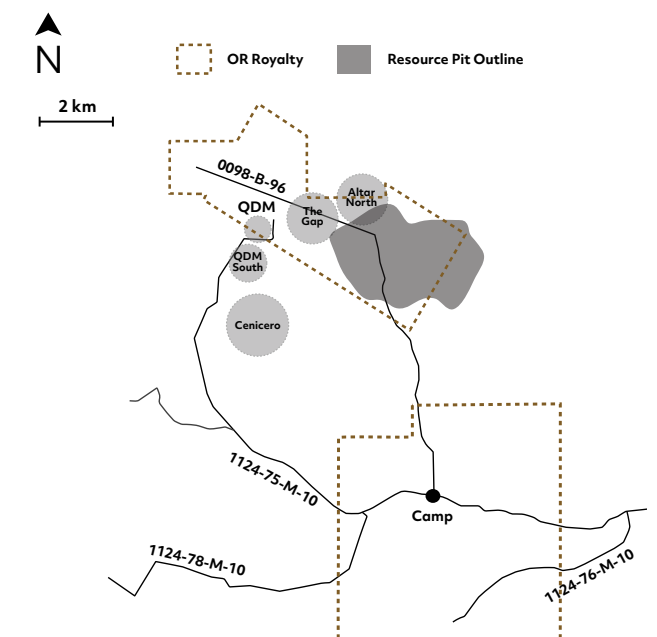 N
OR Royalty
Resource Pit Outline
2 km
0098-B-96
QDM
Altar
North
The
Gap
QDM
South
Cenicero
1124-75-M-10
Camp
1124-78-M-10
1124-76-M-10